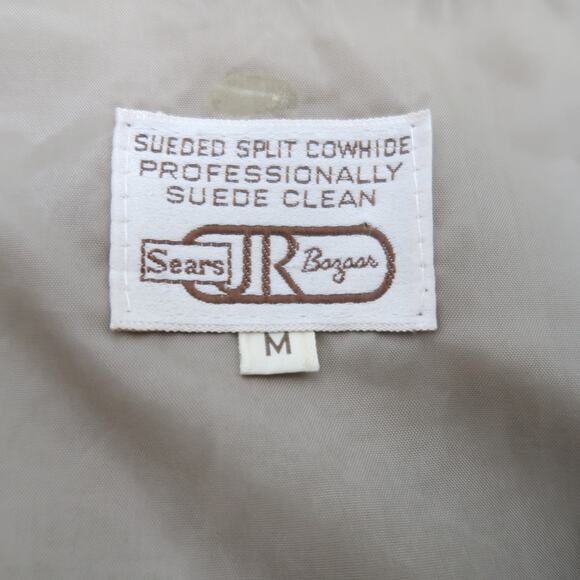 SUEDED SPLIT COWHIDE
PROFESSIONALLY
SUEDE CLEAN
Sears JR Bazaar
M